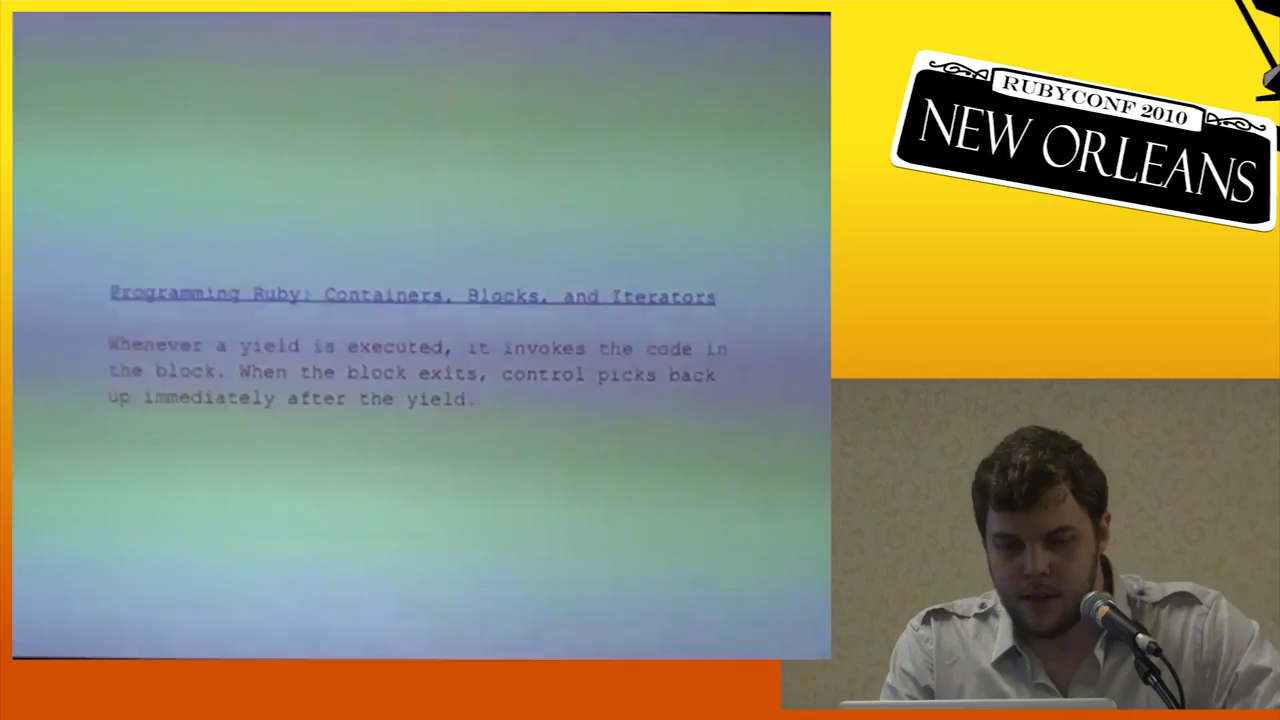 RUBYCONF 2010
NEW ORLEANS
Programming Ruby: Containers, Blocks, and Iterators
Whenever a yield is executed, it invokes the code in
the block. When the block exits, control picks back
up immediately after the yield.